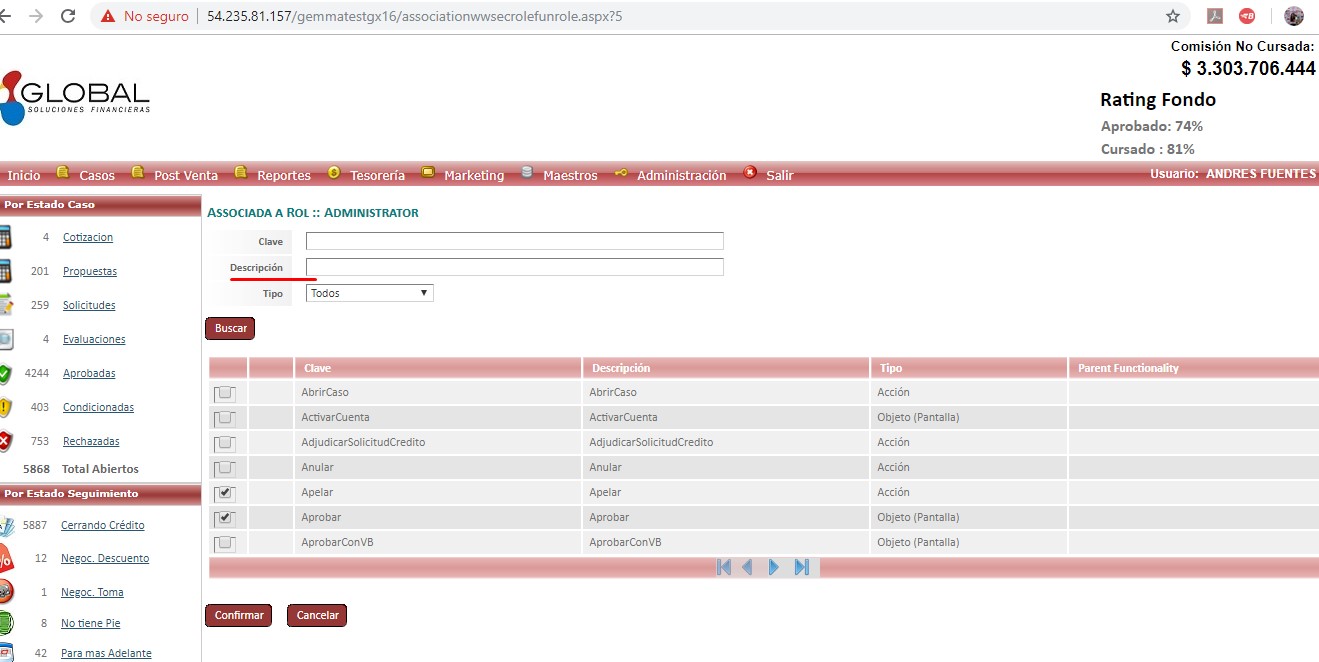 No seguro
54.235.81.157/gemmatestgx16/associationwwsecrolefunrole.aspx?5
Comisión No Cursada:
$ 3.303.706.444
GLOBAL
SOLUCIONES FINANCIERAS
Rating Fondo
Aprobado: 74%
Cursado : 81%
Inicio Casos Post Venta Reportes Tesorería Marketing Maestros Administración Salir Usuario: ANDRES FUENTES
Por Estado Caso
4 Cotizacion
201 Propuestas
259 Solicitudes
4 Evaluaciones
4244 Aprobadas
403 Condicionadas
753 Rechazadas
5868 Total Abiertos
Por Estado Seguimiento
5887 Cerrando Crédito
12 Negoc. Descuento
1 Negoc. Toma
8 No tiene Pie
42 Para mas Adelante
ASSOCIADA A ROL :: ADMINISTRATOR
Clave
Descripción
Tipo Todos
Buscar
Clave Descripción Tipo Parent Functionality
AbrirCaso AbrirCaso Acción
ActivarCuenta ActivarCuenta Objeto (Pantalla)
AdjudicarSolicitudCredito AdjudicarSolicitudCredito Acción
Anular Anular Acción
Apelar Apelar Acción
Aprobar Aprobar Objeto (Pantalla)
AprobarConVB AprobarConVB Objeto (Pantalla)
Confirmar Cancelar